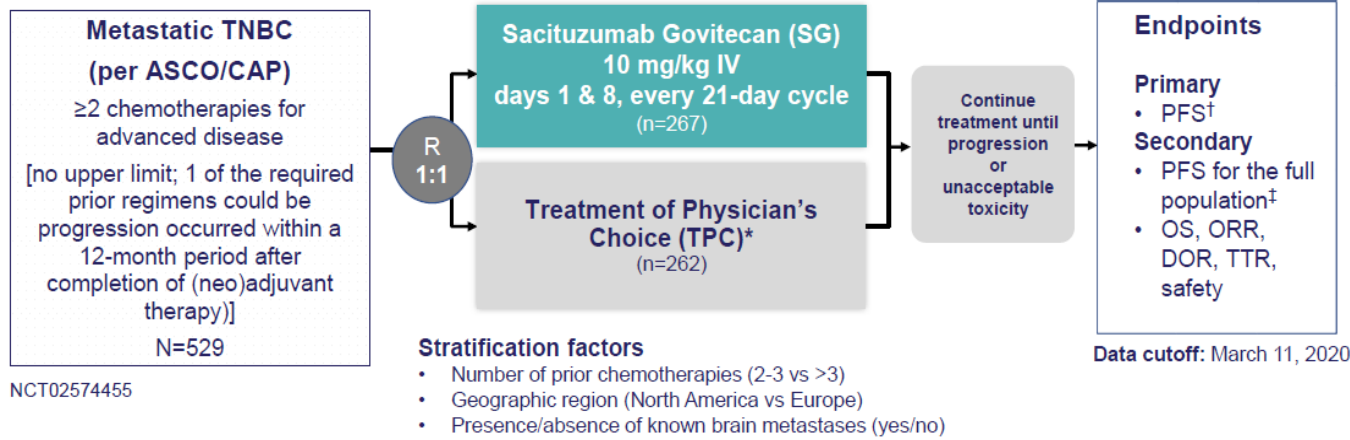 Metastatic TNBC
(per ASCO/CAP)
≥2 chemotherapies for
advanced disease
[no upper limit; 1 of the required
prior regimens could be
progression occurred within a
12-month period after
completion of (neo)adjuvant
therapy)]
N=529
NCT02574455
R
1:1
Sacituzumab Govitecan (SG)
10 mg/kg IV
days 1 & 8, every 21-day cycle
(n=267)
Treatment of Physician's
Choice (TPC)*
(n=262)
Continue
treatment until
progression
or
unacceptable
toxicity
Endpoints
Primary
• PFS†
Secondary
• PFS for the full
population‡
• OS, ORR,
DOR, TTR,
safety
Data cutoff: March 11, 2020
Stratification factors
• Number of prior chemotherapies (2-3 vs >3)
• Geographic region (North America vs Europe)
• Presence/absence of known brain metastases (yes/no)